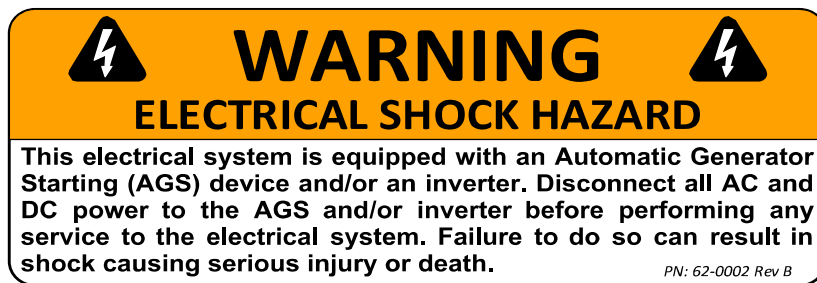 WARNING
ELECTRICAL SHOCK HAZARD
This electrical system is equipped with an Automatic Generator
Starting (AGS) device and/or an inverter. Disconnect all AC and
DC power to the AGS and/or inverter before performing any
service to the electrical system. Failure to do so can result in
shock causing serious injury or death.
PN: 62-0002 Rev B